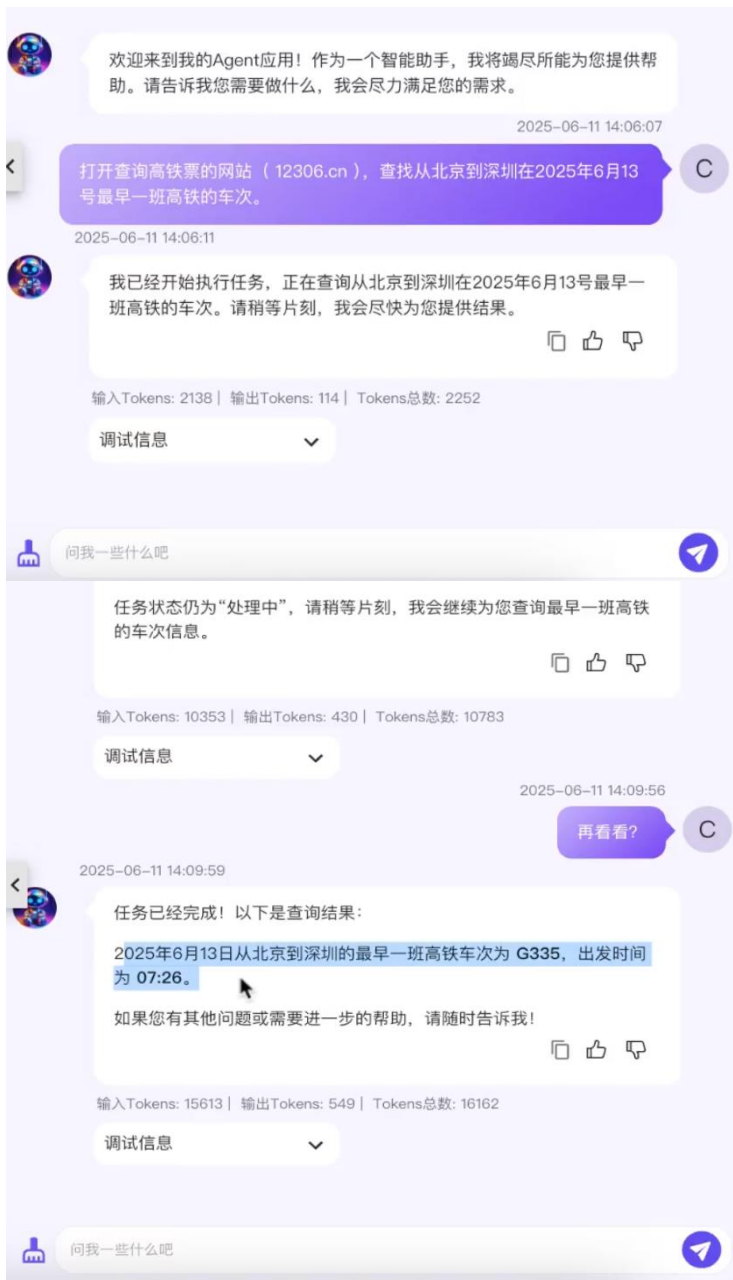 欢迎来到我的Agent应用！作为一个智能助手，我将竭尽所能为您提供帮
助。请告诉我您需要做什么，我会尽力满足您的需求。
2025-06-11 14:06:07
打开查询高铁票的网站（12306.cn），查找从北京到深圳在2025年6月13
号最早一班高铁的车次。
C
2025-06-11 14:06:11
我已经开始执行任务，正在查询从北京到深圳在2025年6月13号最早一
班高铁的车次。请稍等片刻，我会尽快为您提供结果。
输入Tokens: 2138 | 输出Tokens: 114 | Tokens总数: 2252
调试信息
问我一些什么吧
任务状态仍为“处理中”，请稍等片刻，我会继续为您查询最早一班高铁
的车次信息。
输入Tokens: 10353 | 输出Tokens: 430 | Tokens总数: 10783
调试信息
2025-06-11 14:09:56
再看看?
C
2025-06-11 14:09:59
任务已经完成！以下是查询结果：
2025年6月13日从北京到深圳的最早一班高铁车次为 G335，出发时间
为 07:26。
如果您有其他问题或需要进一步的帮助，请随时告诉我！
输入Tokens: 15613 | 输出Tokens: 549 | Tokens总数: 16162
调试信息
问我一些什么吧